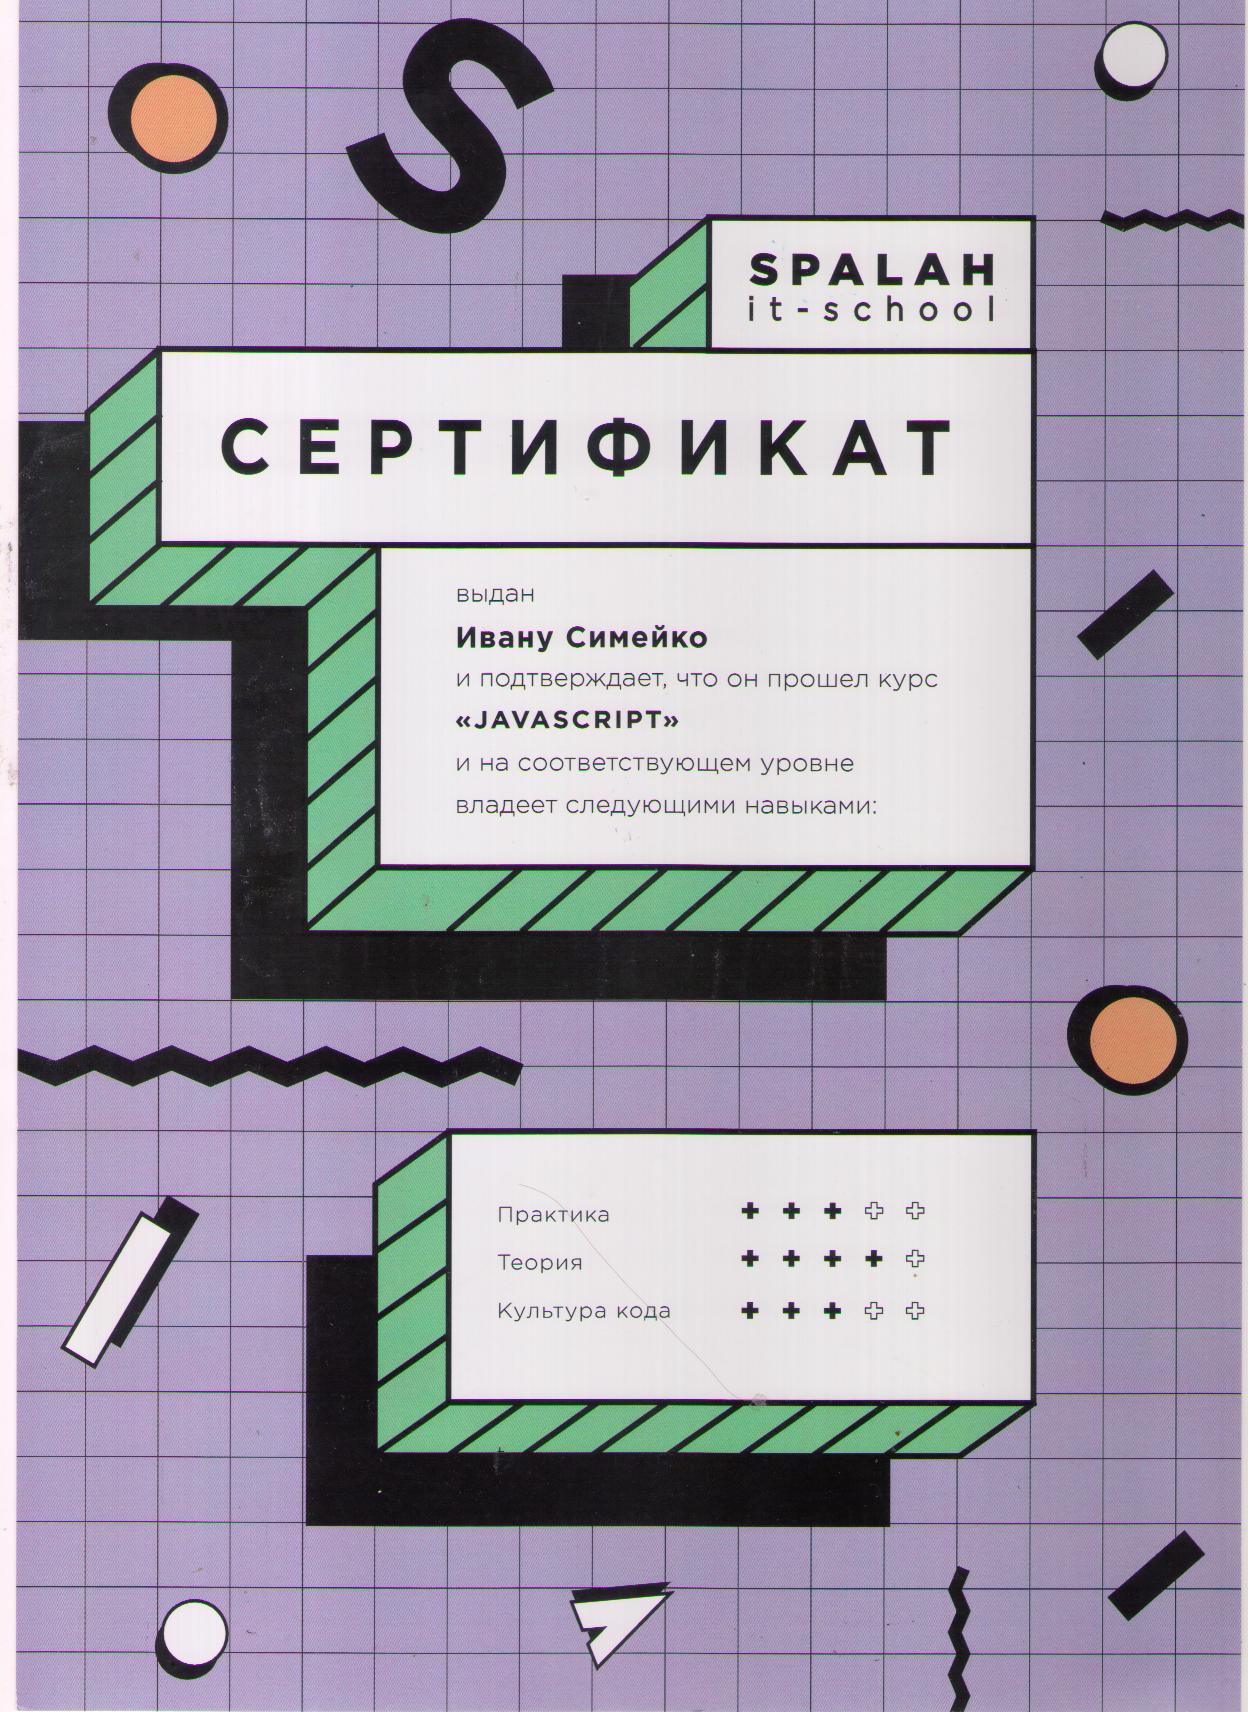 S
SPALAH
it-school
СЕРТИФИКАТ
выдан
Ивану Симейко
и подтверждает, что он прошел курс
«JAVASCRIPT»
и на соответствующем уровне
владеет следующими навыками:
Практика
Теория
Культура кода